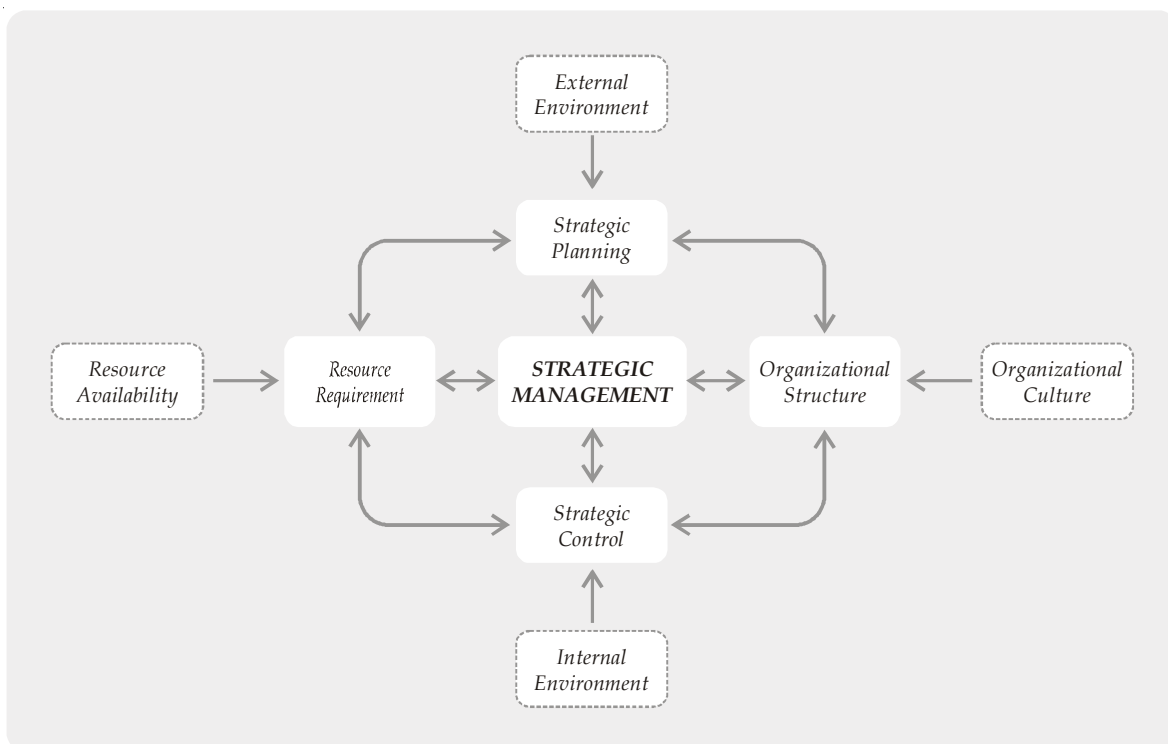 External
Environment
Strategic
Planning
Resource
Availability
Resource
Requirement
STRATEGIC
MANAGEMENT
Organizational
Structure
Organizational
Culture
Strategic
Control
Internal
Environment